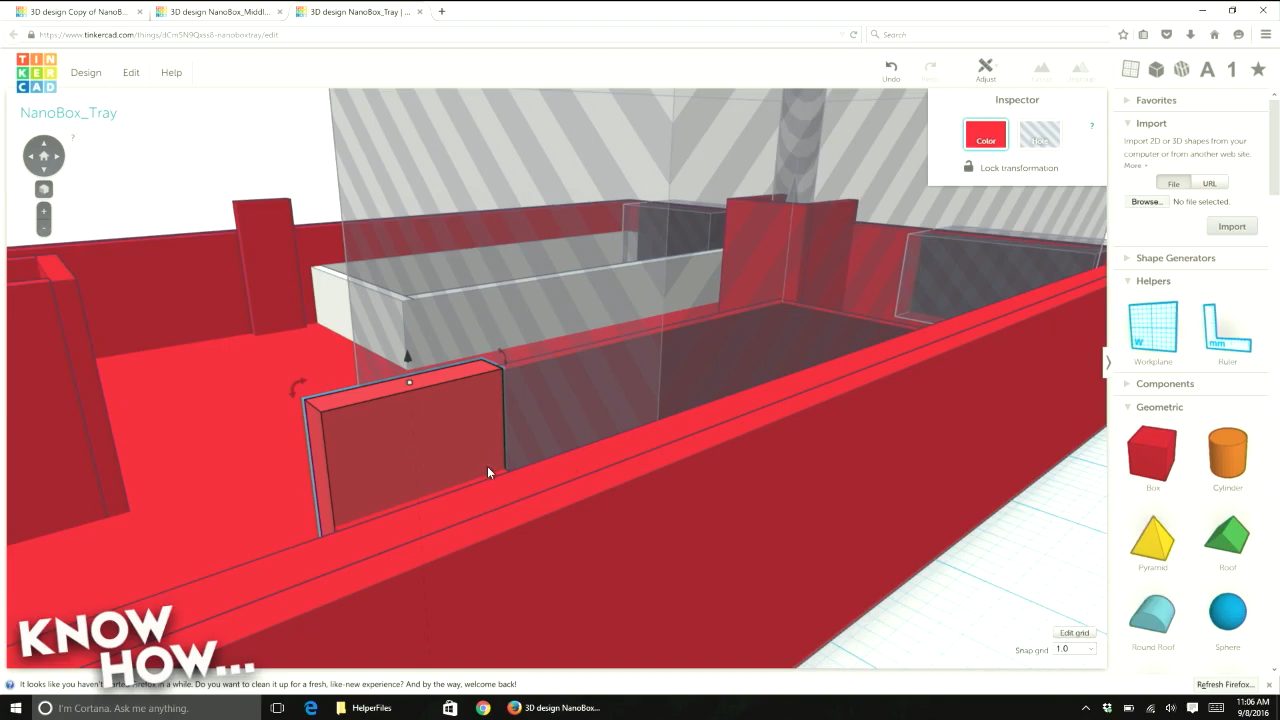 3D design Copy of NanoB...
3D design NanoBox_Middl...
3D design NanoBox_Tray | ...
https://www.tinkercad.com/things/dCm5N9Qxss8-nanoboxtray/edit
Search
TIN
KER
CAD
Design
Edit
Help
Undo
Redo
Adjust
Group
Ungroup
NanoBox_Tray
?
Inspector
Color
Hole
?
Lock transformation
Favorites
Import
Import 2D or 3D shapes from your
computer or from another web site.
More
File
URL
Browse...
No file selected.
Import
Shape Generators
Helpers
Workplane
Ruler
Components
Geometric
Box
Cylinder
Pyramid
Roof
Round Roof
Sphere
Edit grid
Snap grid
1.0
KNOW
HOW...
It looks like you haven't started Firefox in a while. Do you want to clean it up for a fresh, like-new experience? And by the way, welcome back!
Refresh Firefox...
I'm Cortana. Ask me anything.
HelperFiles
3D design NanoBox...
11:06 AM
9/8/2016